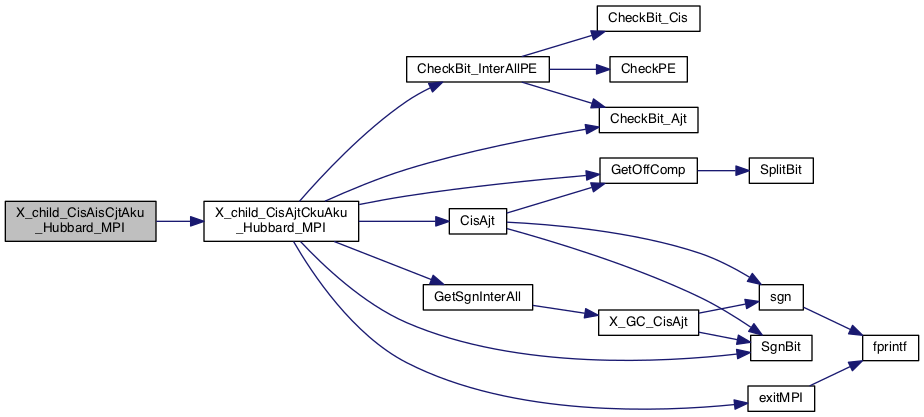 CheckBit_Cis
CheckBit_InterAllPE
CheckPE
CheckBit_Ajt
GetOffComp
SplitBit
X_child_CisAisCjtAku
_Hubbard_MPI
X_child_CisAjtCkuAku
_Hubbard_MPI
CisAjt
GetSgnInterAll
sgn
X_GC_CisAjt
SgnBit
fprintf
exitMPI